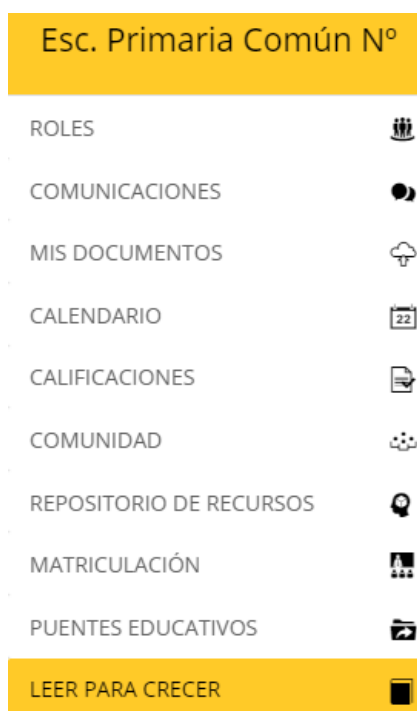 Esc. Primaria Común Nº
ROLES
COMUNICACIONES
MIS DOCUMENTOS
CALENDARIO
22
CALIFICACIONES
COMUNIDAD
REPOSITORIO DE RECURSOS
MATRICULACIÓN
PUENTES EDUCATIVOS
LEER PARA CRECER